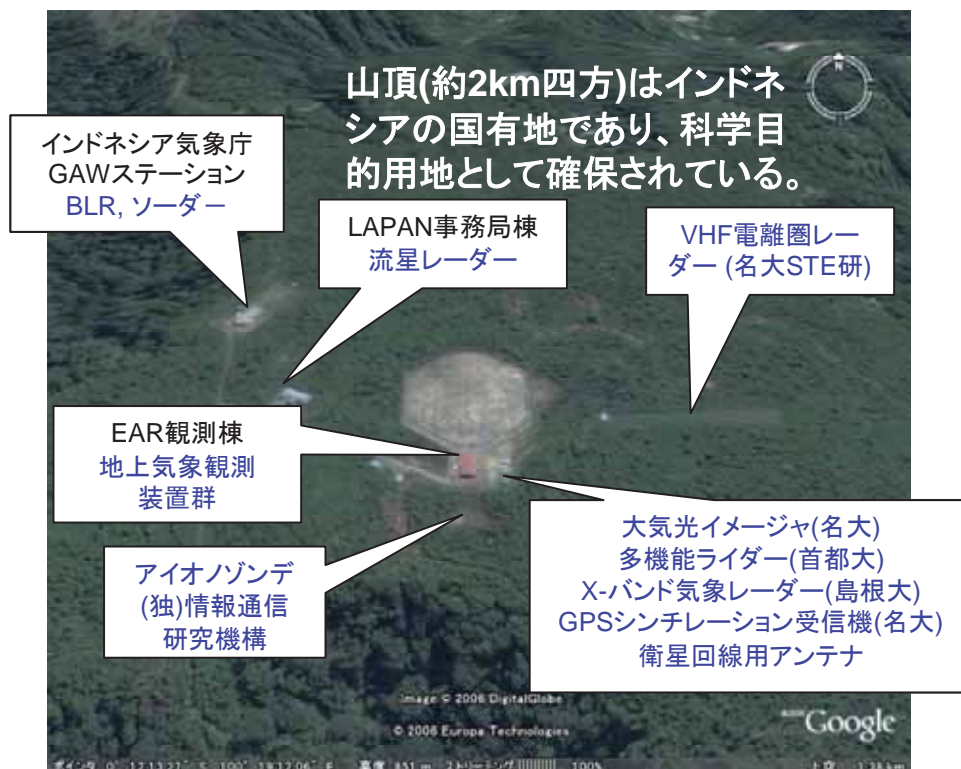 山頂(約2km四方)はインドネ
シアの国有地であり、科学目
的用地として確保されている。
インドネシア気象庁
GAWステーション
BLR, ソーダー
LAPAN事務局棟
流星レーダー
VHF電離圏レー
ダー (名大STE研)
EAR観測棟
地上気象観測
装置群
アイオノゾンデ
(独)情報通信
研究機構
大気光イメージャ(名大)
多機能ライダー(首都大)
X-バンド気象レーダー(島根大)
GPSシンチレーション受信機(名大)
衛星回線用アンテナ
Image © 2006 DigitalGlobe
© 2006 Europa Technologies
Google
ストリーミング 100%